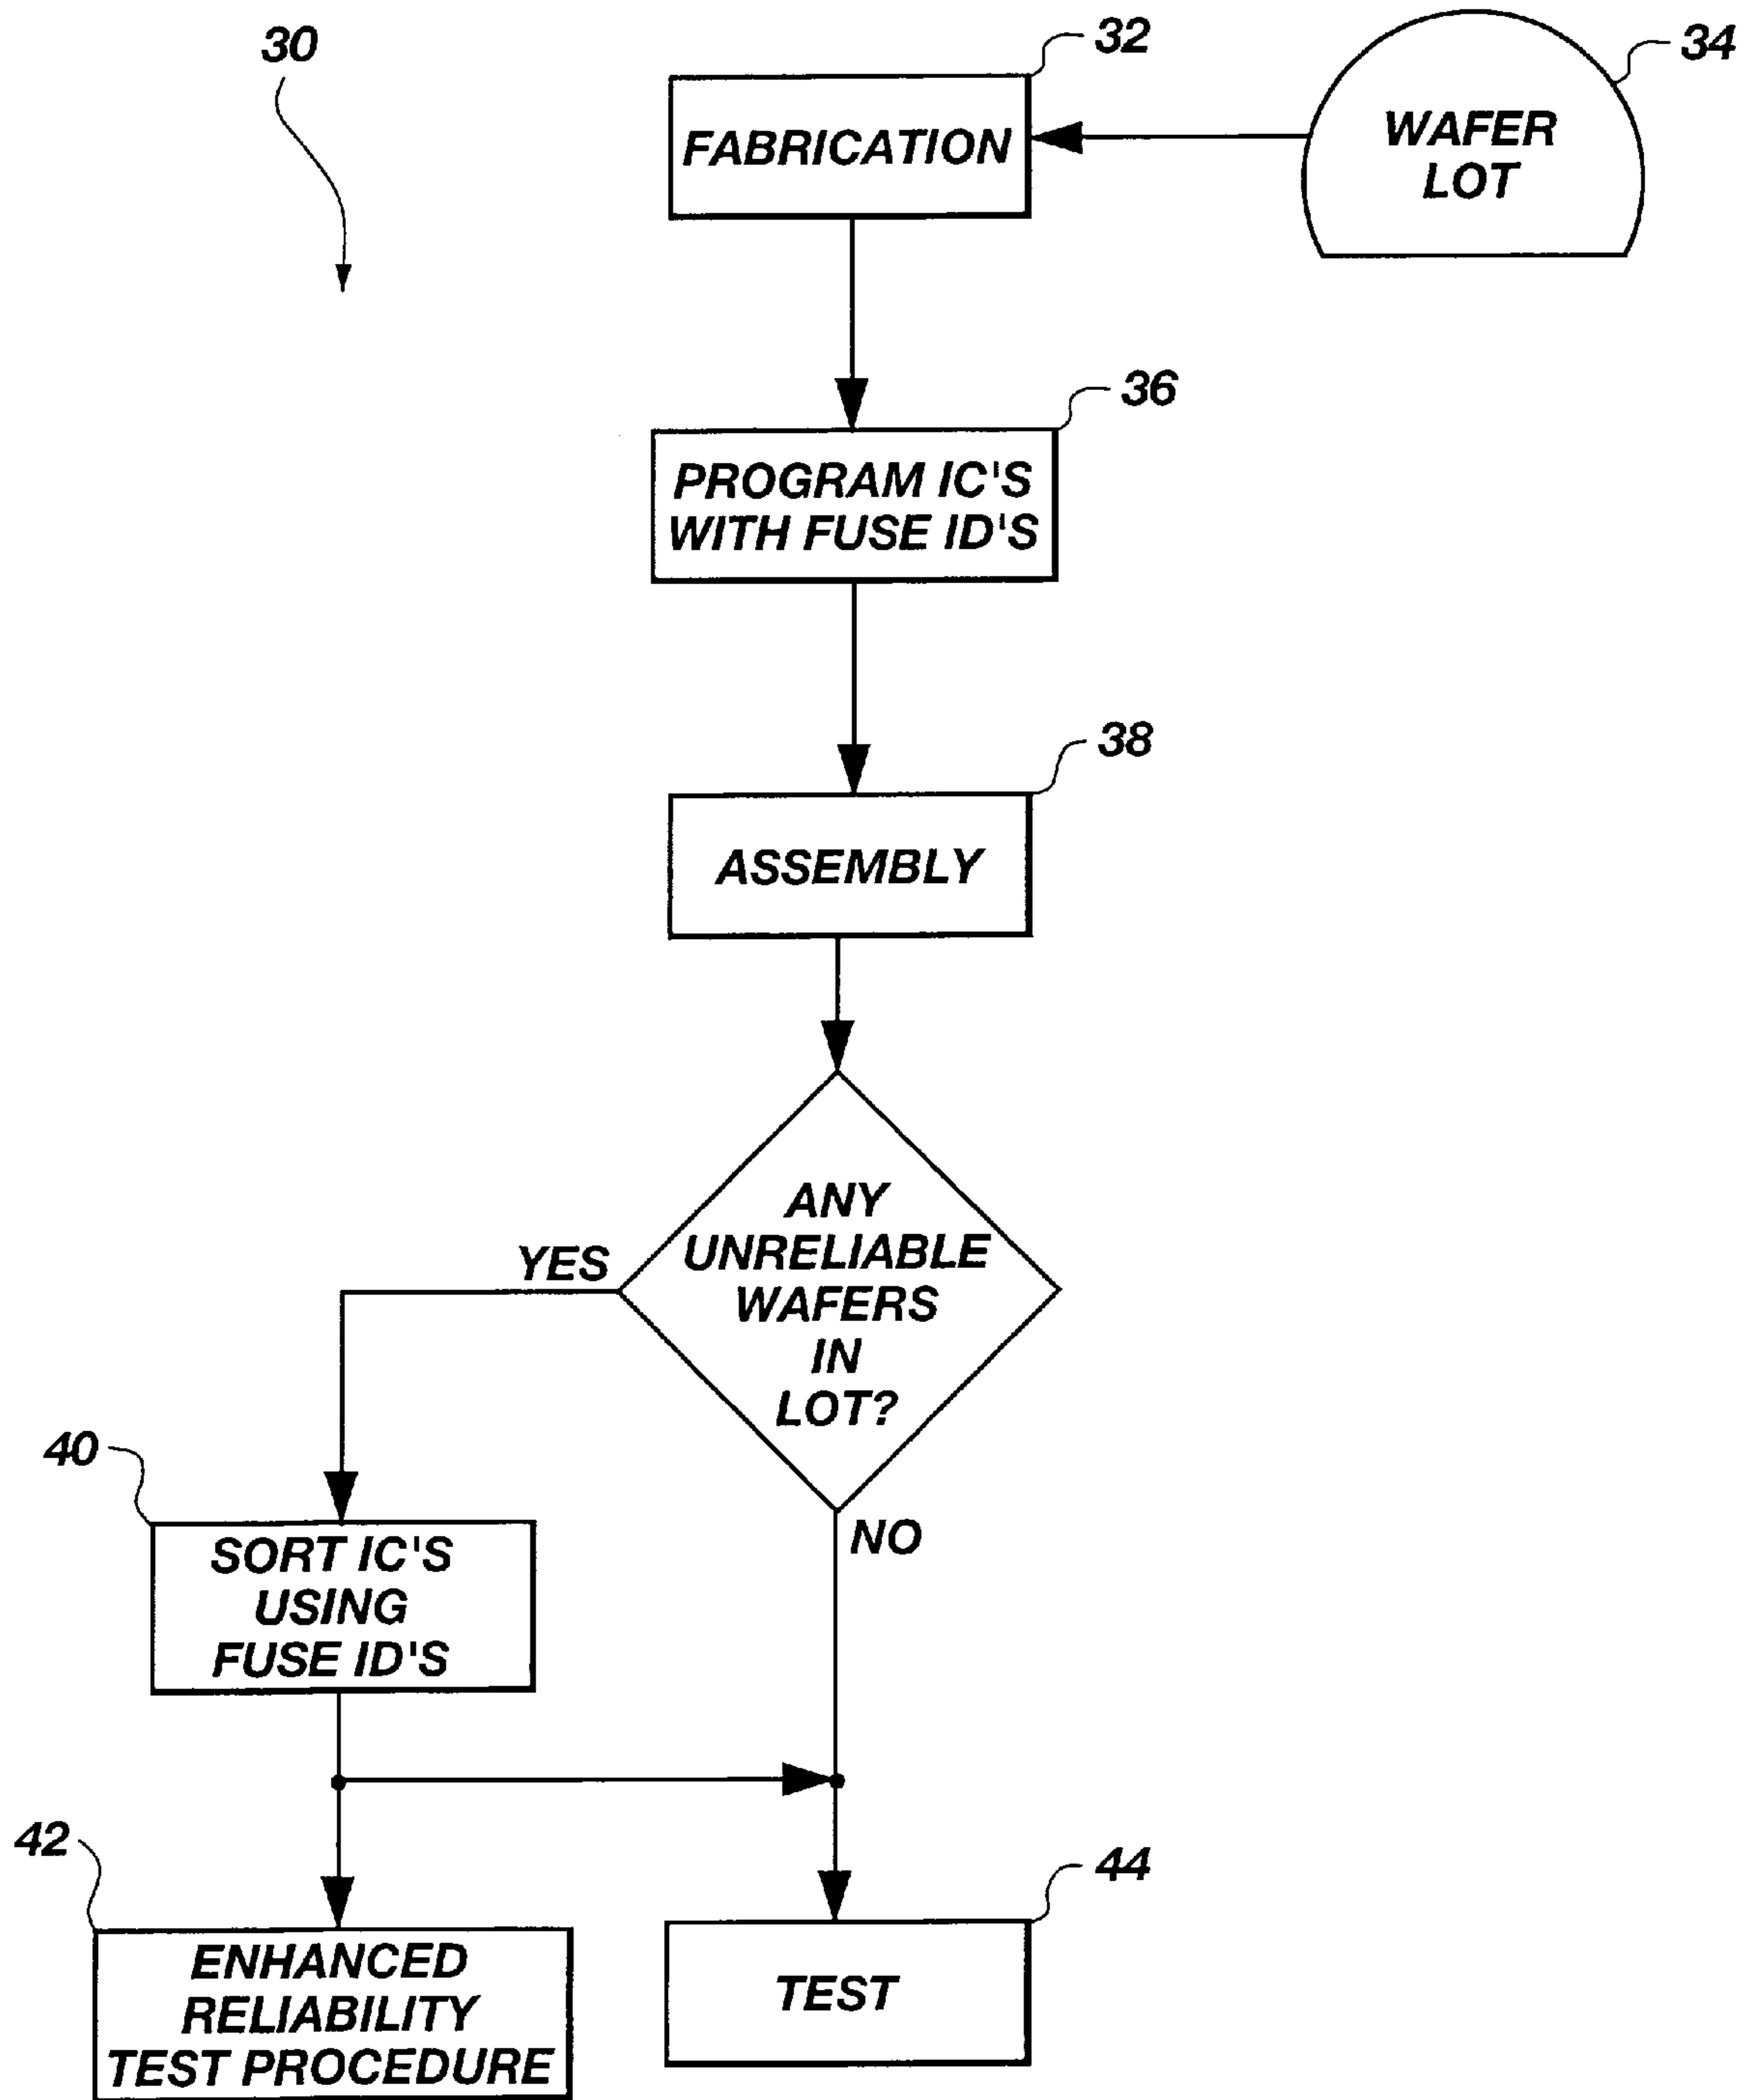 30
32
34
FABRICATION
WAFER
LOT
36
PROGRAM IC'S
WITH FUSE ID'S
38
ASSEMBLY
ANY
UNRELIABLE
WAFERS
IN
LOT?
YES
NO
40
SORT IC'S
USING
FUSE ID'S
42
44
ENHANCED
RELIABILITY
TEST PROCEDURE
TEST